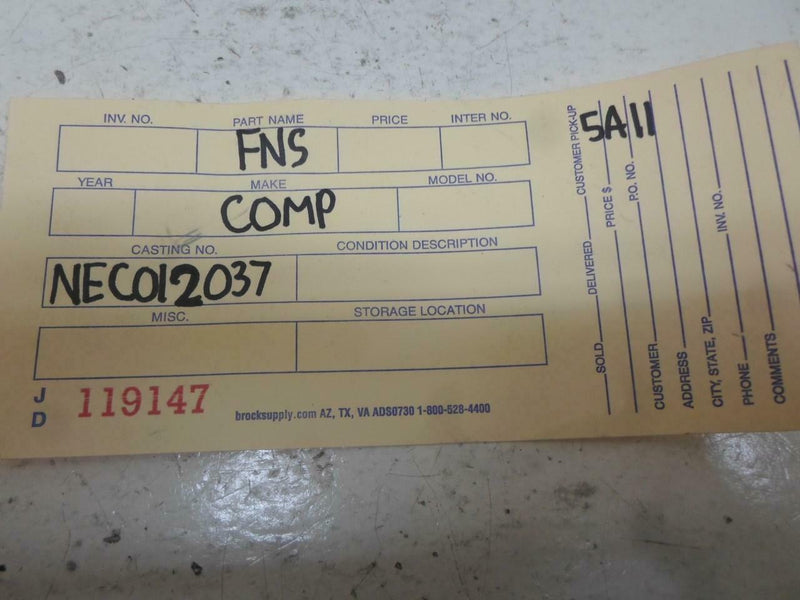 INV. NO. PART NAME PRICE INTER NO.
FNS
YEAR MAKE MODEL NO.
COMP
CASTING NO. CONDITION DESCRIPTION
NEC012037
MISC. STORAGE LOCATION
J D 119147
brocksupply.com AZ, TX, VA ADS0730 1-800-528-4400
5A11
SOLD DELIVERED CUSTOMER PICK-UP
PRICE $
P.O. NO.
CUSTOMER
ADDRESS
CITY, STATE, ZIP INV. NO.
PHONE
COMMENTS